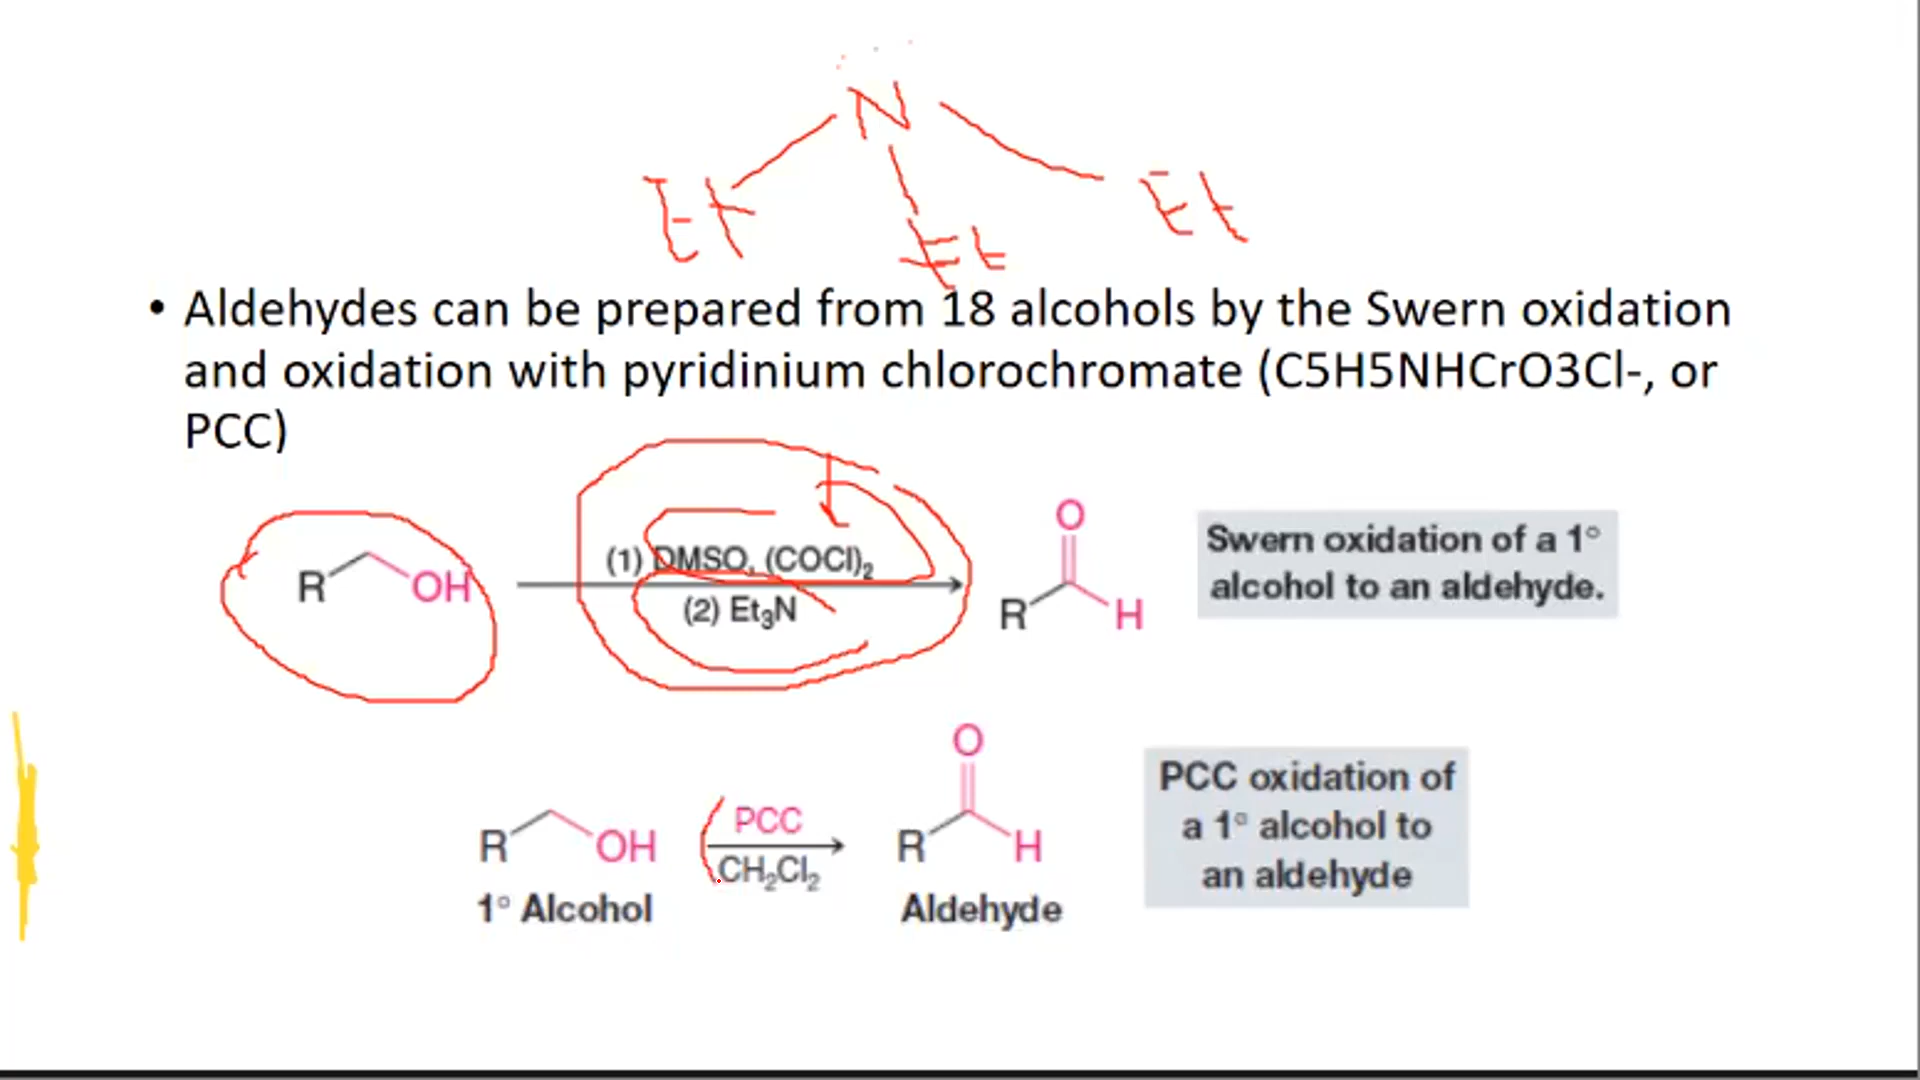 N
Et Et Et
• Aldehydes can be prepared from 18 alcohols by the Swern oxidation
and oxidation with pyridinium chlorochromate (C5H5NHCrO3Cl-, or
PCC)
R OH
(1) DMSO, (COCl)₂
(2) Et₃N
O
R H
Swern oxidation of a 1°
alcohol to an aldehyde.
R OH
1° Alcohol
PCC
CH₂Cl₂
O
R H
Aldehyde
PCC oxidation of
a 1° alcohol to
an aldehyde